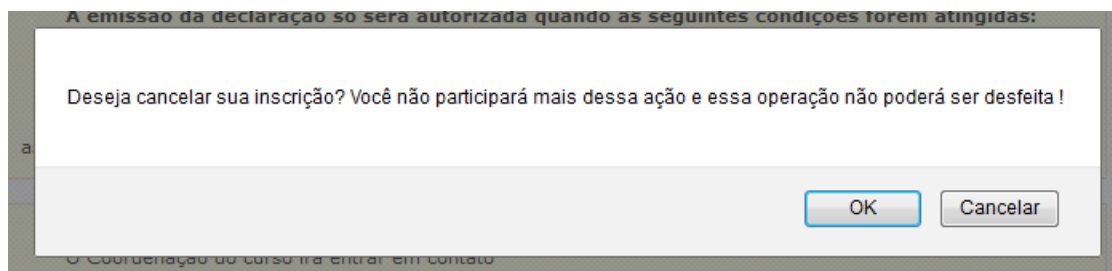 A emissão da declaração só será autorizada quando as seguintes condições forem atingidas:
Deseja cancelar sua inscrição? Você não participará mais dessa ação e essa operação não poderá ser desfeita !
a
OK Cancelar
O Coordenação do curso irá entrar em contato